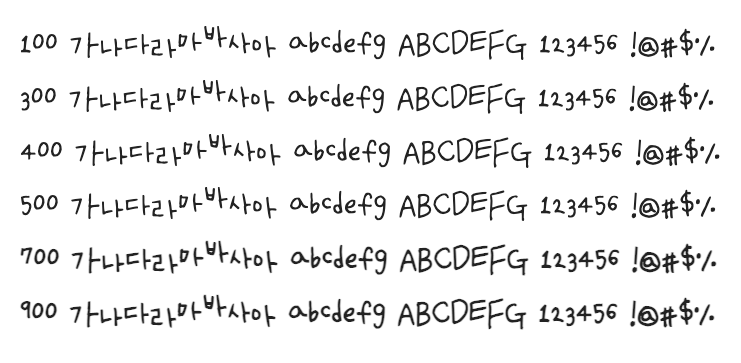 100 가나다라마바사아 abcdefg ABCDEFG 123456 !@#$%
300 가나다라마바사아 abcdefg ABCDEFG 123456 !@#$%
400 가나다라마바사아 abcdefg ABCDEFG 123456 !@#$%
500 가나다라마바사아 abcdefg ABCDEFG 123456 !@#$%
700 가나다라마바사아 abcdefg ABCDEFG 123456 !@#$%
900 가나다라마바사아 abcdefg ABCDEFG 123456 !@#$%